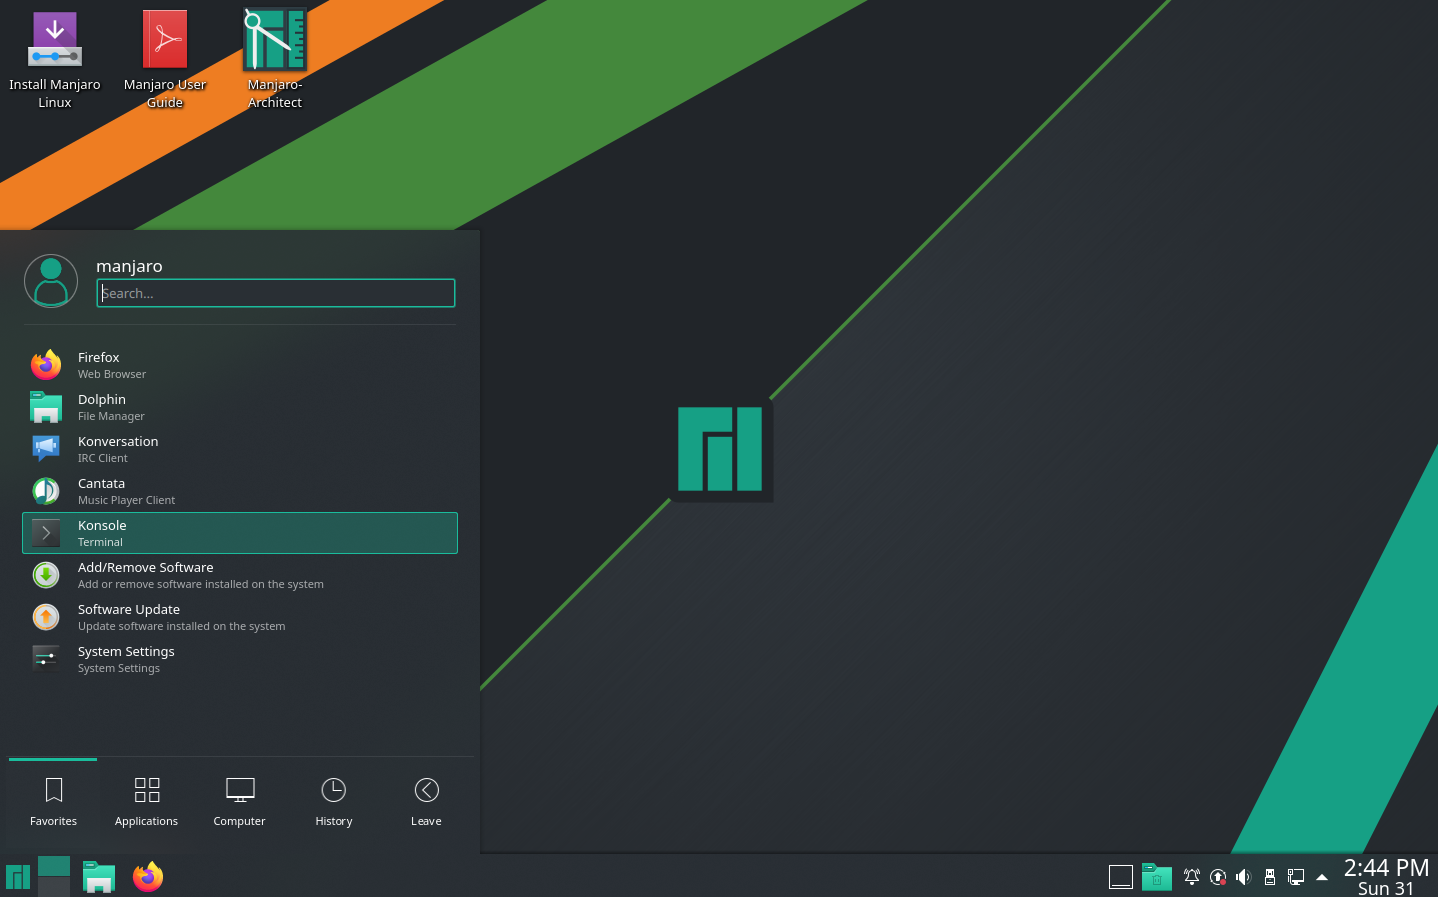 Install Manjaro
Linux
Manjaro User
Guide
Manjaro-
Architect
manjaro
Search...
Firefox
Web Browser
Dolphin
File Manager
Konversation
IRC Client
Cantata
Music Player Client
Konsole
Terminal
Add/Remove Software
Add or remove software installed on the system
Software Update
Update software installed on the system
System Settings
System Settings
Favorites
Applications
Computer
History
Leave
2:44 PM
Sun 31